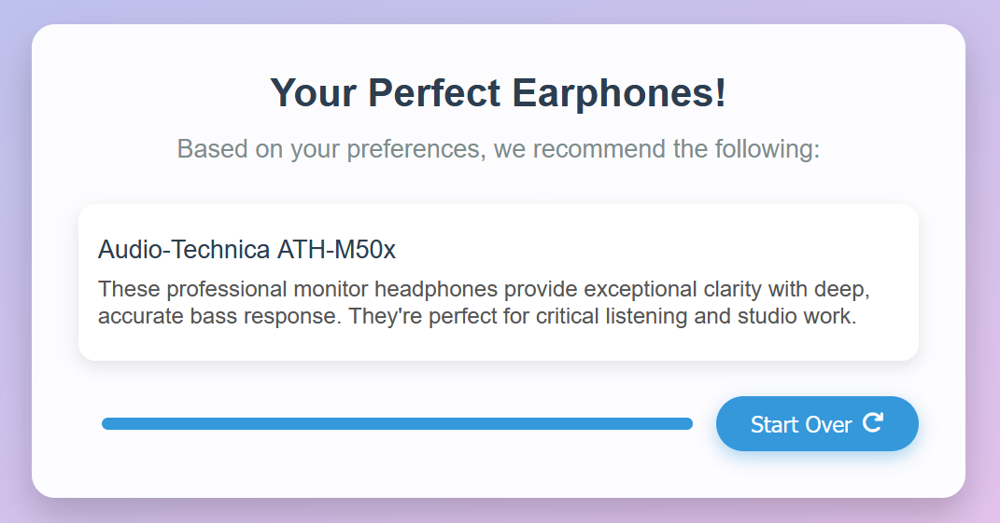 Your Perfect Earphones!
Based on your preferences, we recommend the following:
Audio-Technica ATH-M50x
These professional monitor headphones provide exceptional clarity with deep,
accurate bass response. They're perfect for critical listening and studio work.
Start Over